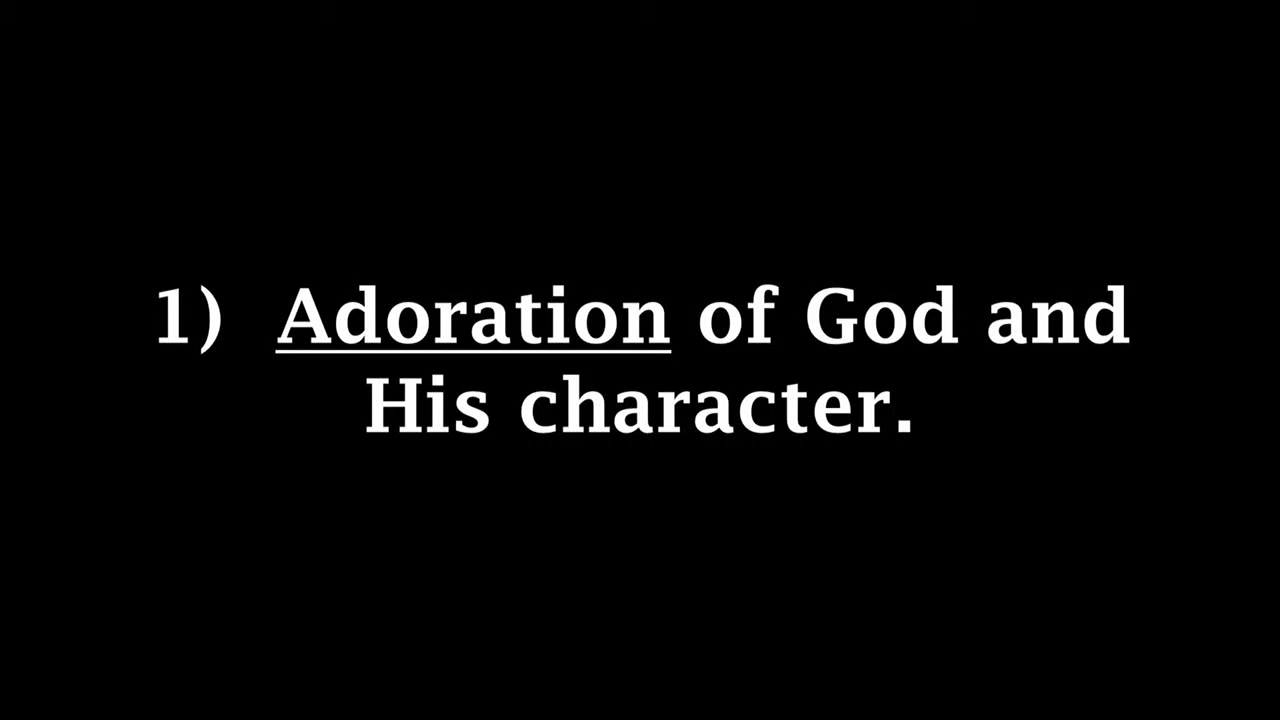 1) Adoration of God and
His character.